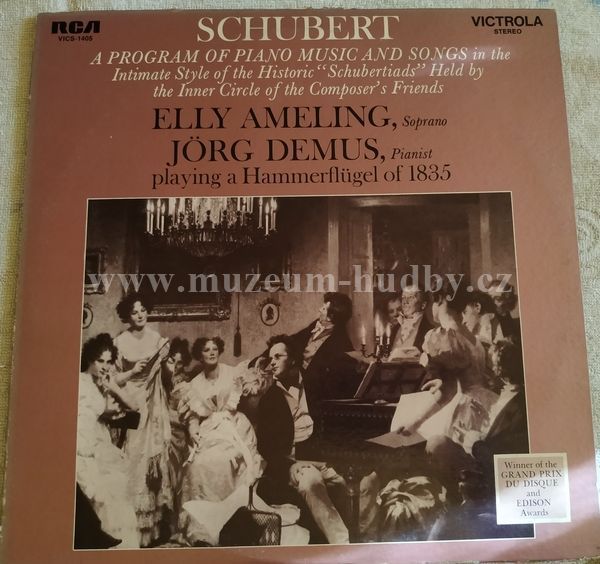 RCA
VICS-1405
SCHUBERT
VICTROLA
STEREO
A PROGRAM OF PIANO MUSIC AND SONGS in the
Intimate Style of the Historic “Schubertiads” Held by
the Inner Circle of the Composer's Friends
ELLY AMELING, Soprano
JÖRG DEMUS, Pianist
playing a Hammerflügel of 1835
www.muzeum-hudby.cz
Winner of the
GRAND PRIX
DU DISQUE
and
EDISON
Awards